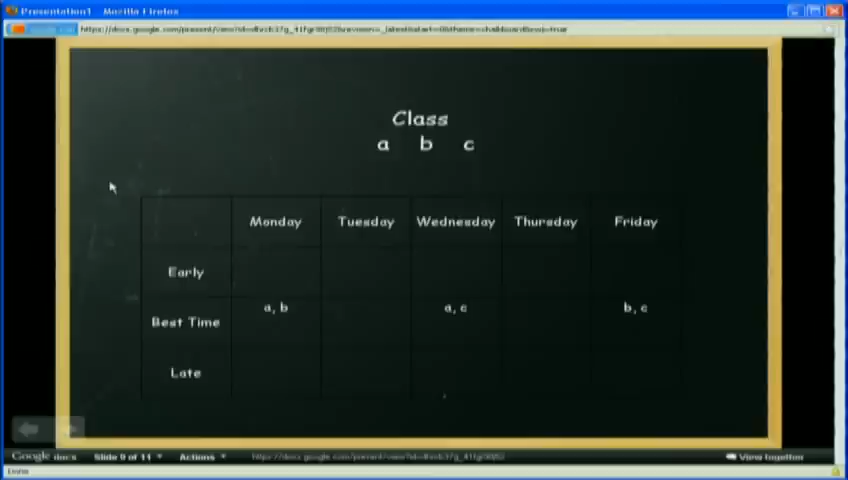 Presentation1 - Mozilla Firefox
Class
a b c
Monday Tuesday Wednesday Thursday Friday
Early
a, b a, c b, c
Best Time
Late
Google docs Slide 9 of 11 Actions View together